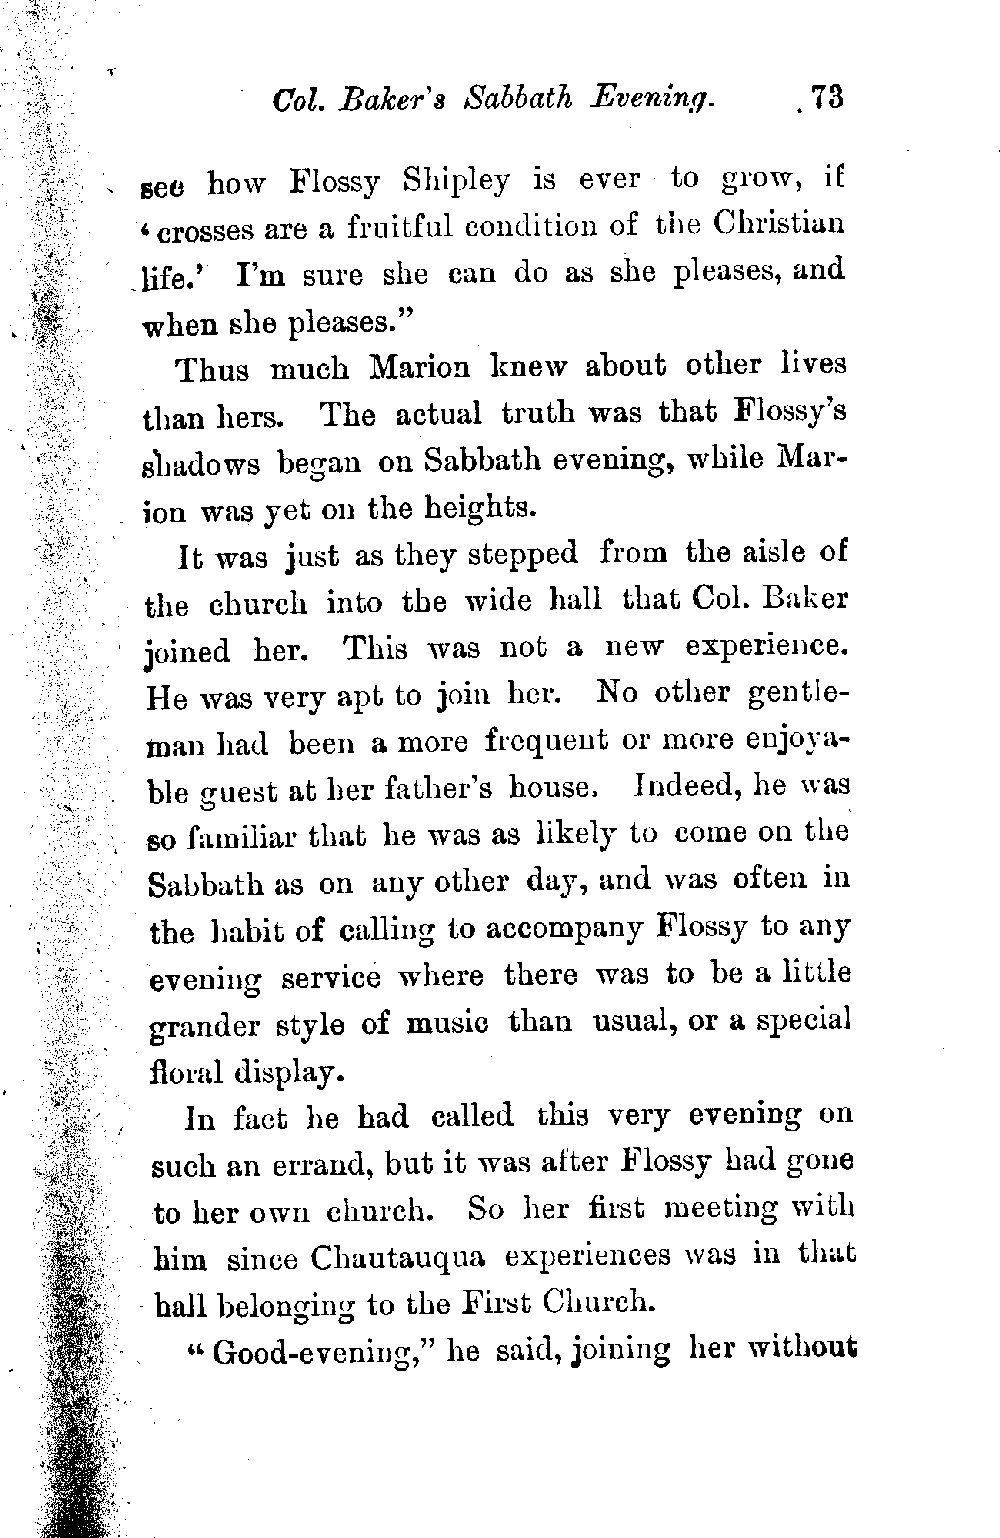 Col. Baker's Sabbath Evening. 73
see how Flossy Shipley is ever to grow, if
‘crosses are a fruitful condition of the Christian
life.’ I'm sure she can do as she pleases, and
when she pleases.”
Thus much Marion knew about other lives
than hers. The actual truth was that Flossy's
shadows began on Sabbath evening, while Mar-
ion was yet on the heights.
It was just as they stepped from the aisle of
the church into the wide hall that Col. Baker
joined her. This was not a new experience.
He was very apt to join her. No other gentle-
man had been a more frequent or more enjoya-
ble guest at her father's house. Indeed, he was
so familiar that he was as likely to come on the
Sabbath as on any other day, and was often in
the habit of calling to accompany Flossy to any
evening service where there was to be a little
grander style of music than usual, or a special
floral display.
In fact he had called this very evening on
such an errand, but it was after Flossy had gone
to her own church. So her first meeting with
him since Chautauqua experiences was in that
hall belonging to the First Church.
“Good-evening,” he said, joining her without